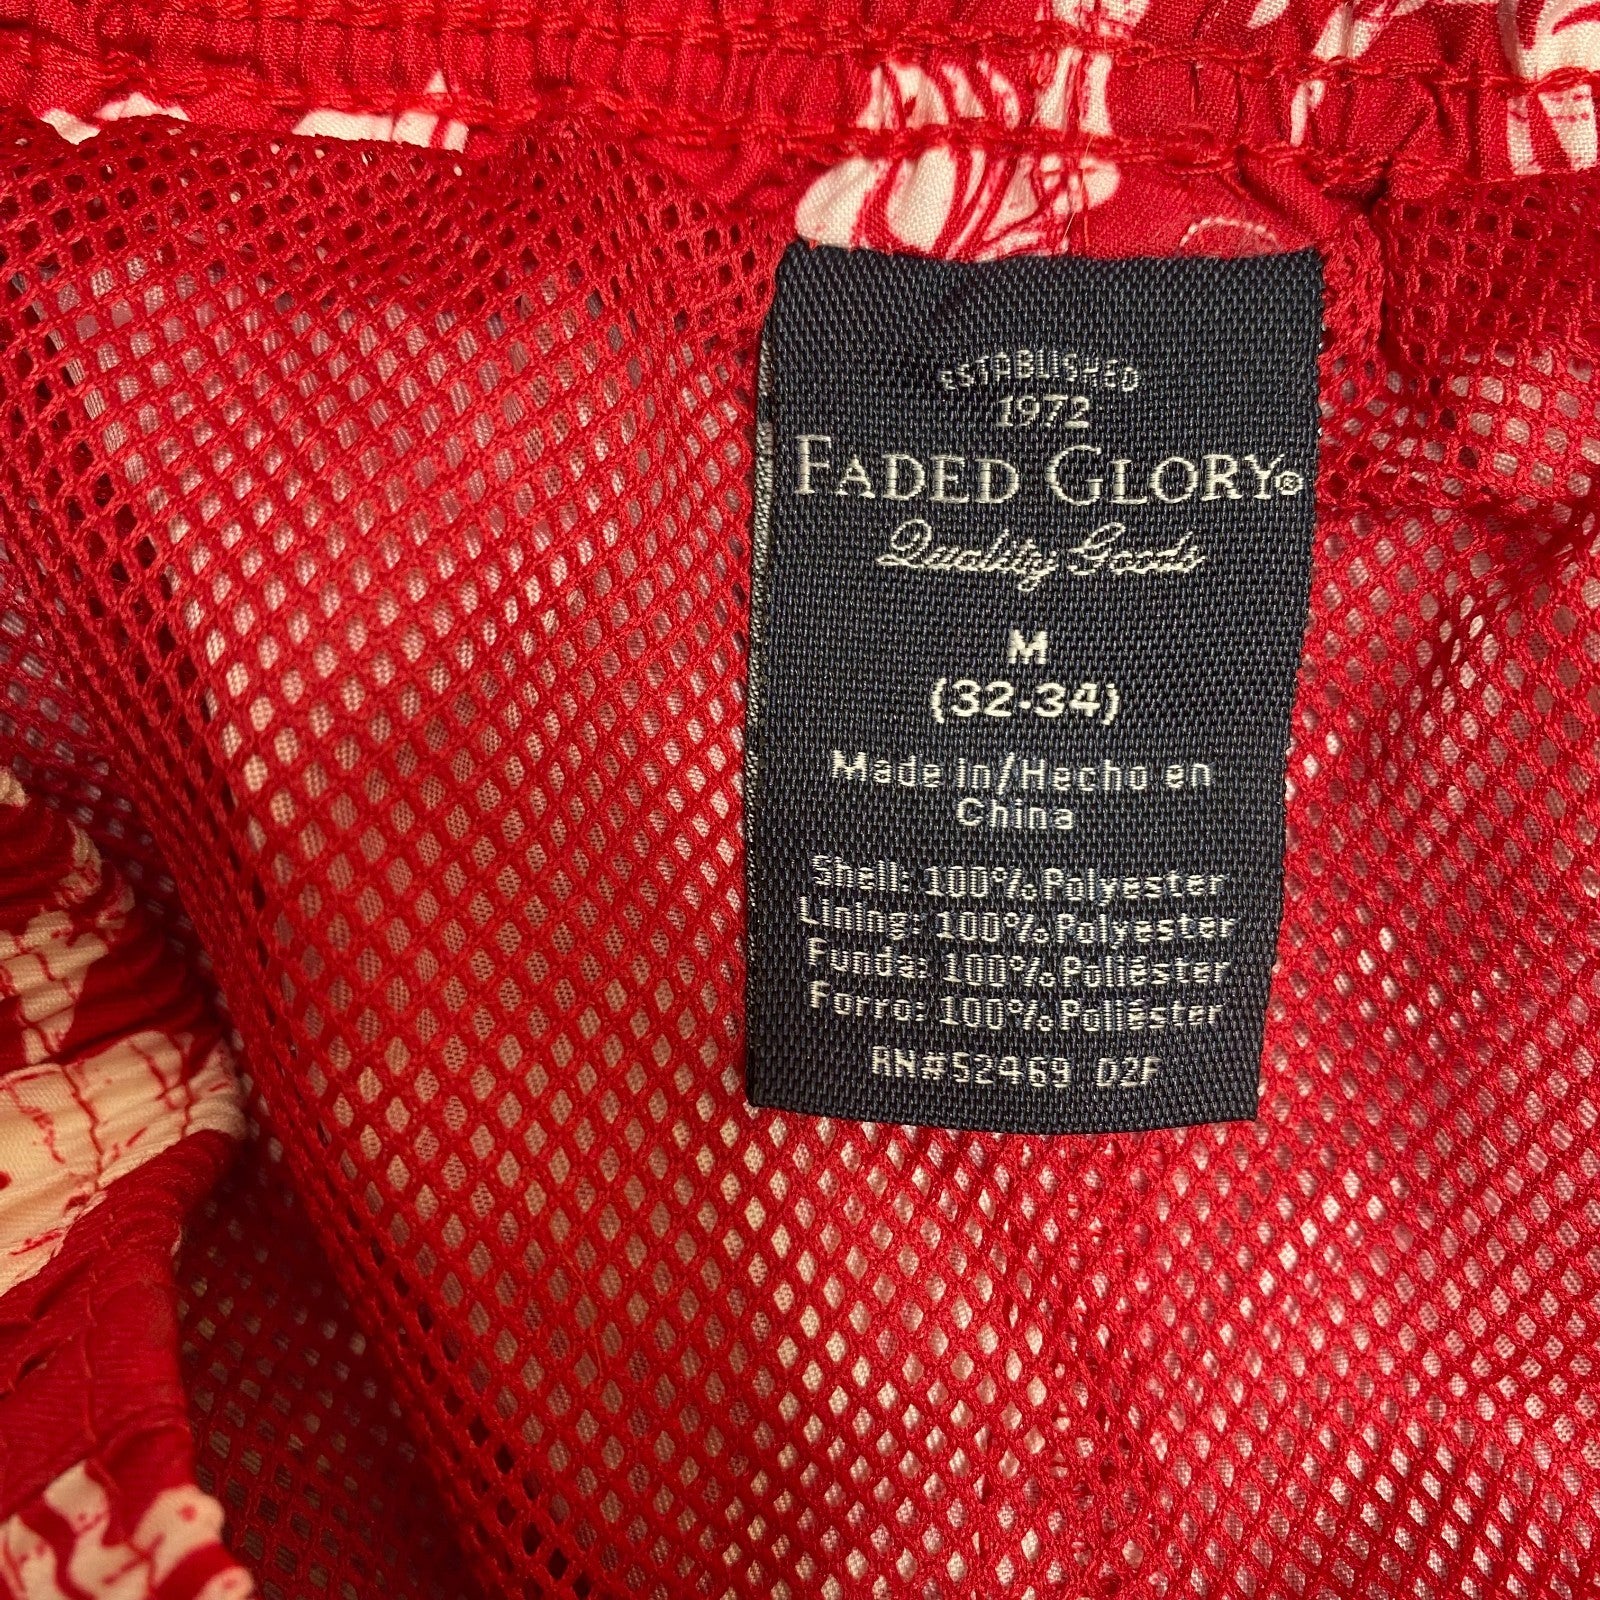 ESTABLISHED
1972
FADED GLORY®
Quality Goods
M
(32-34)
Made in/Hecho en
China
Shell: 100% Polyester
Lining: 100% Polyester
Funda: 100% Poliéster
Forro: 100% Poliéster
RN#52469 02F